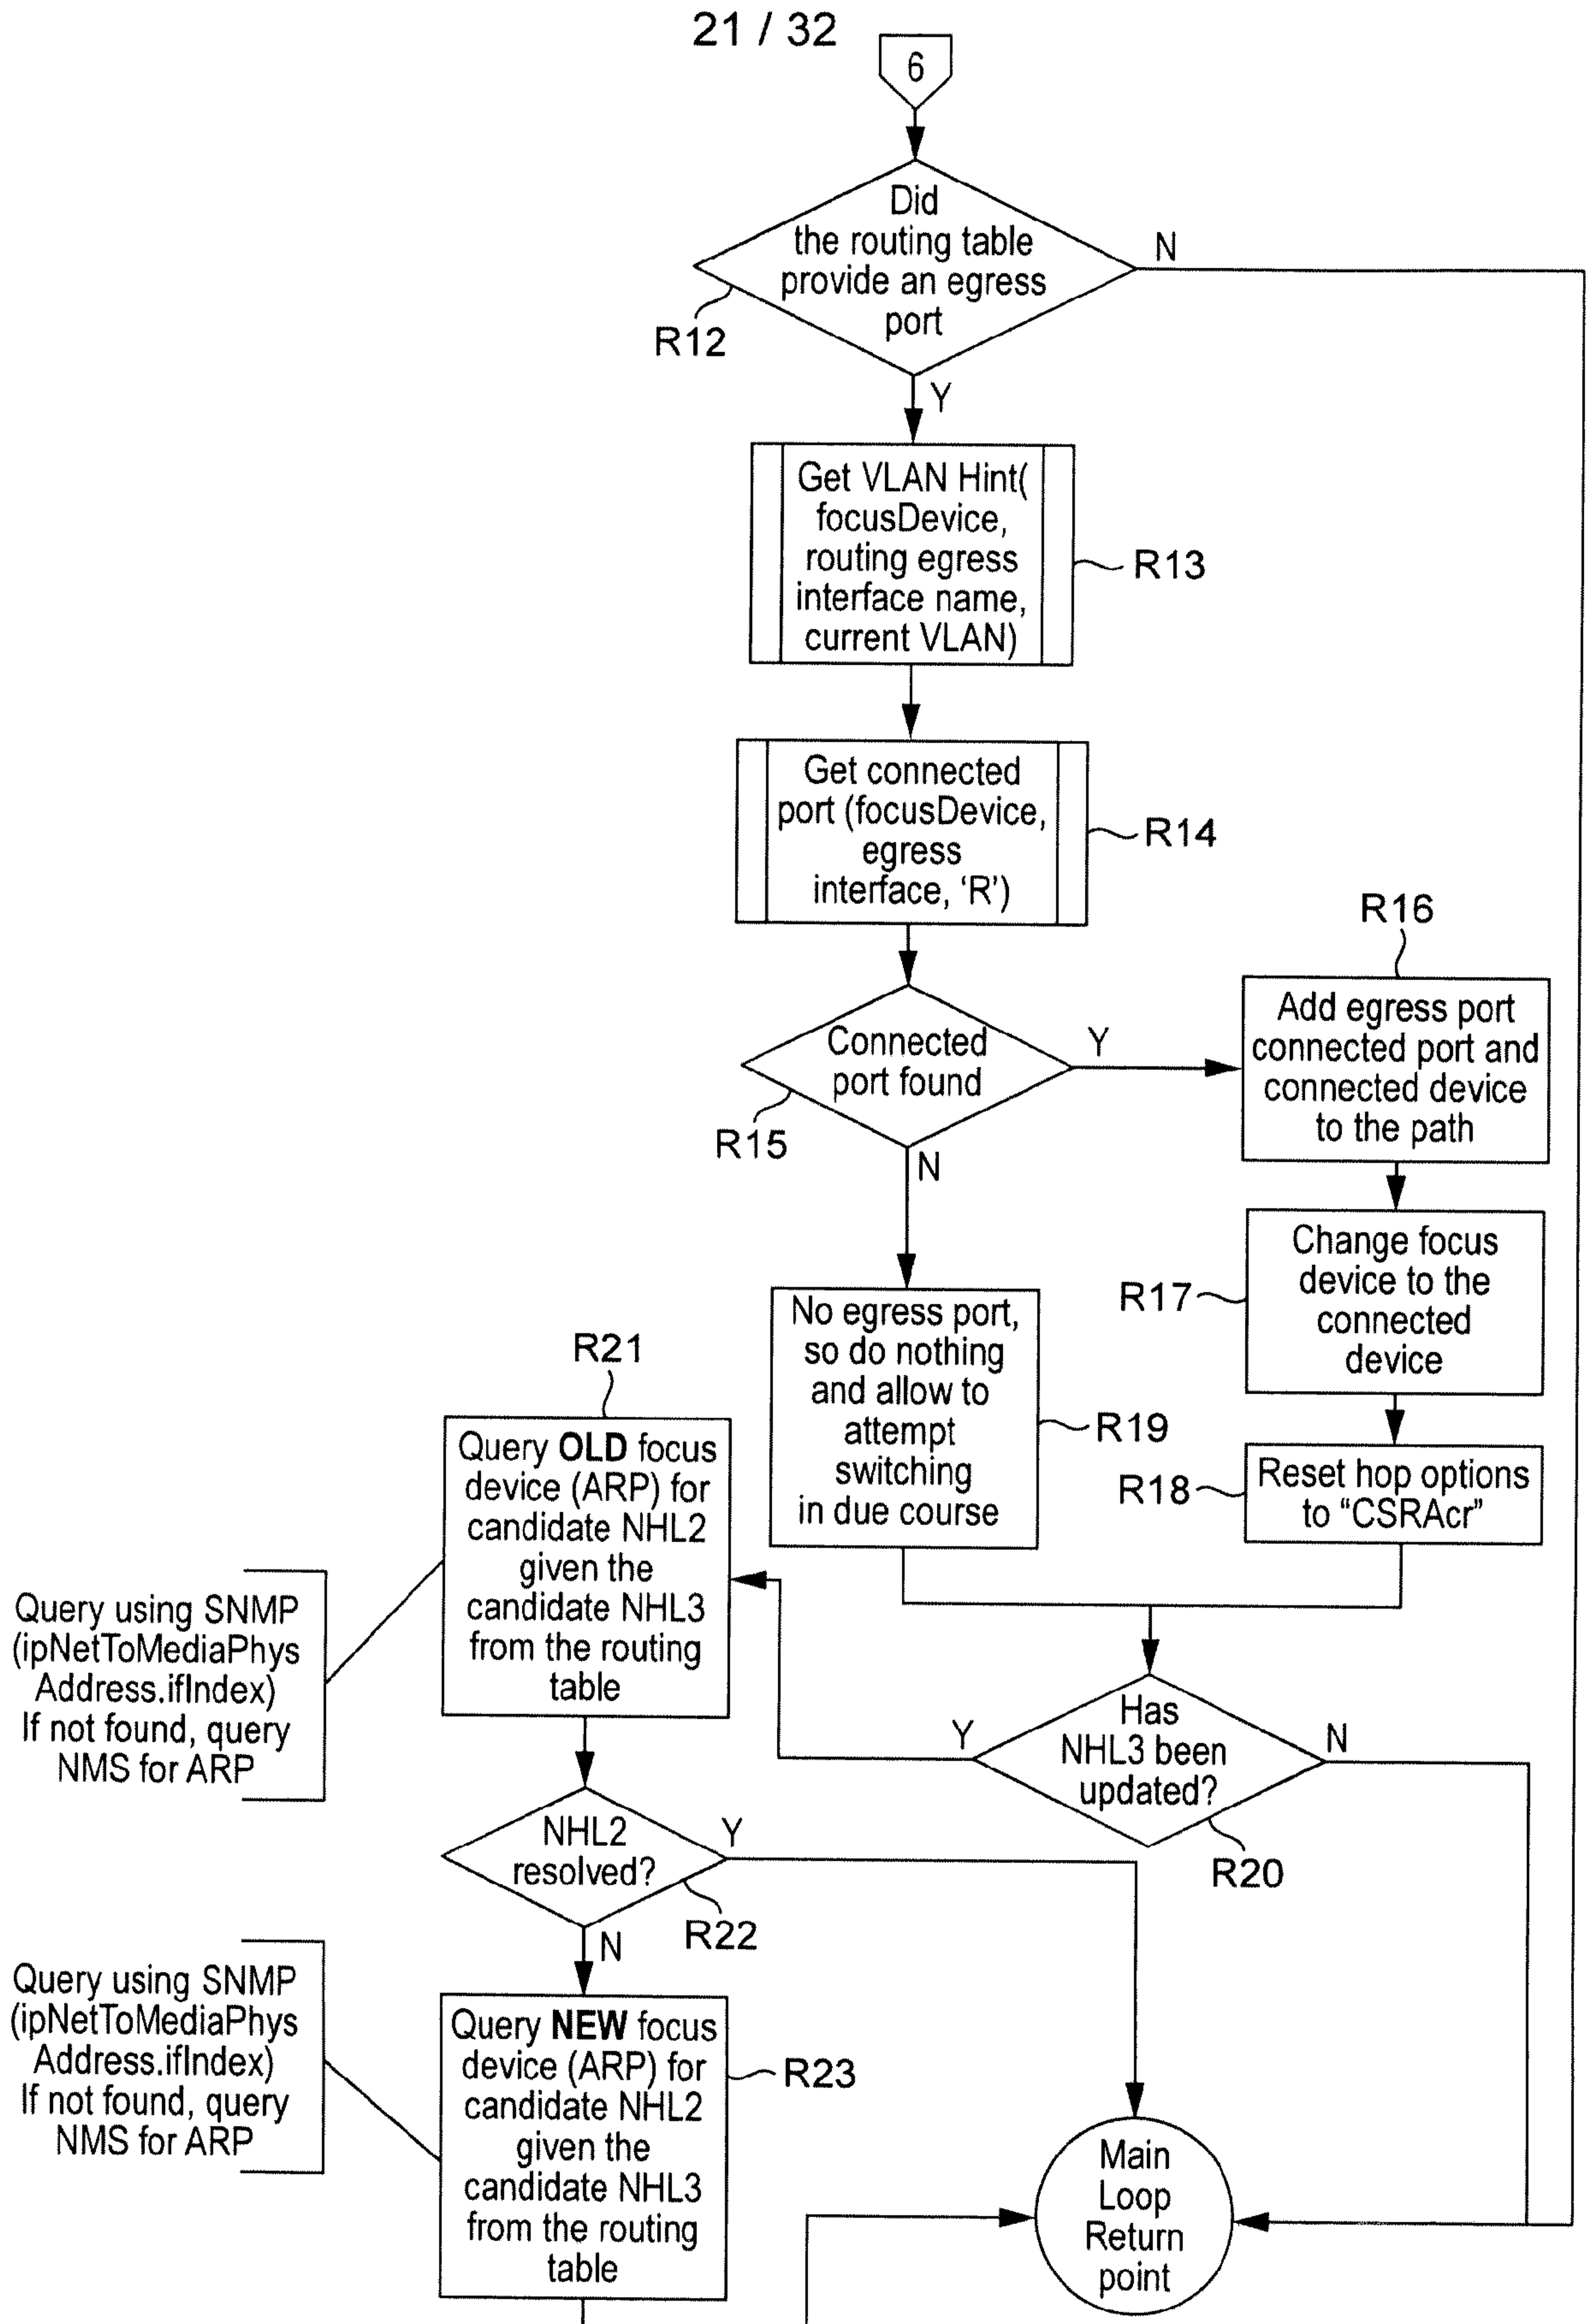 21 / 32
6
Did
the routing table
provide an egress
port
N
R12
Y
Get VLAN Hint(
focusDevice,
routing egress
interface name,
current VLAN)
R13
Get connected
port (focusDevice,
egress
interface, ‘R’)
R14
Connected
port found
Y
R15
N
R16
Add egress port
connected port and
connected device
to the path
Change focus
device to the
connected
device
R17
Reset hop options
to “CSRAcr”
R18
No egress port,
so do nothing
and allow to
attempt
switching
in due course
R19
R21
Query OLD focus
device (ARP) for
candidate NHL2
given the
candidate NHL3
from the routing
table
Query using SNMP
(ipNetToMediaPhys
Address.ifIndex)
If not found, query
NMS for ARP
Has
NHL3 been
updated?
Y
N
R20
NHL2
resolved?
Y
R22
N
Query using SNMP
(ipNetToMediaPhys
Address.ifIndex)
If not found, query
NMS for ARP
Query NEW focus
device (ARP) for
candidate NHL2
given the
candidate NHL3
from the routing
table
R23
Main
Loop
Return
point